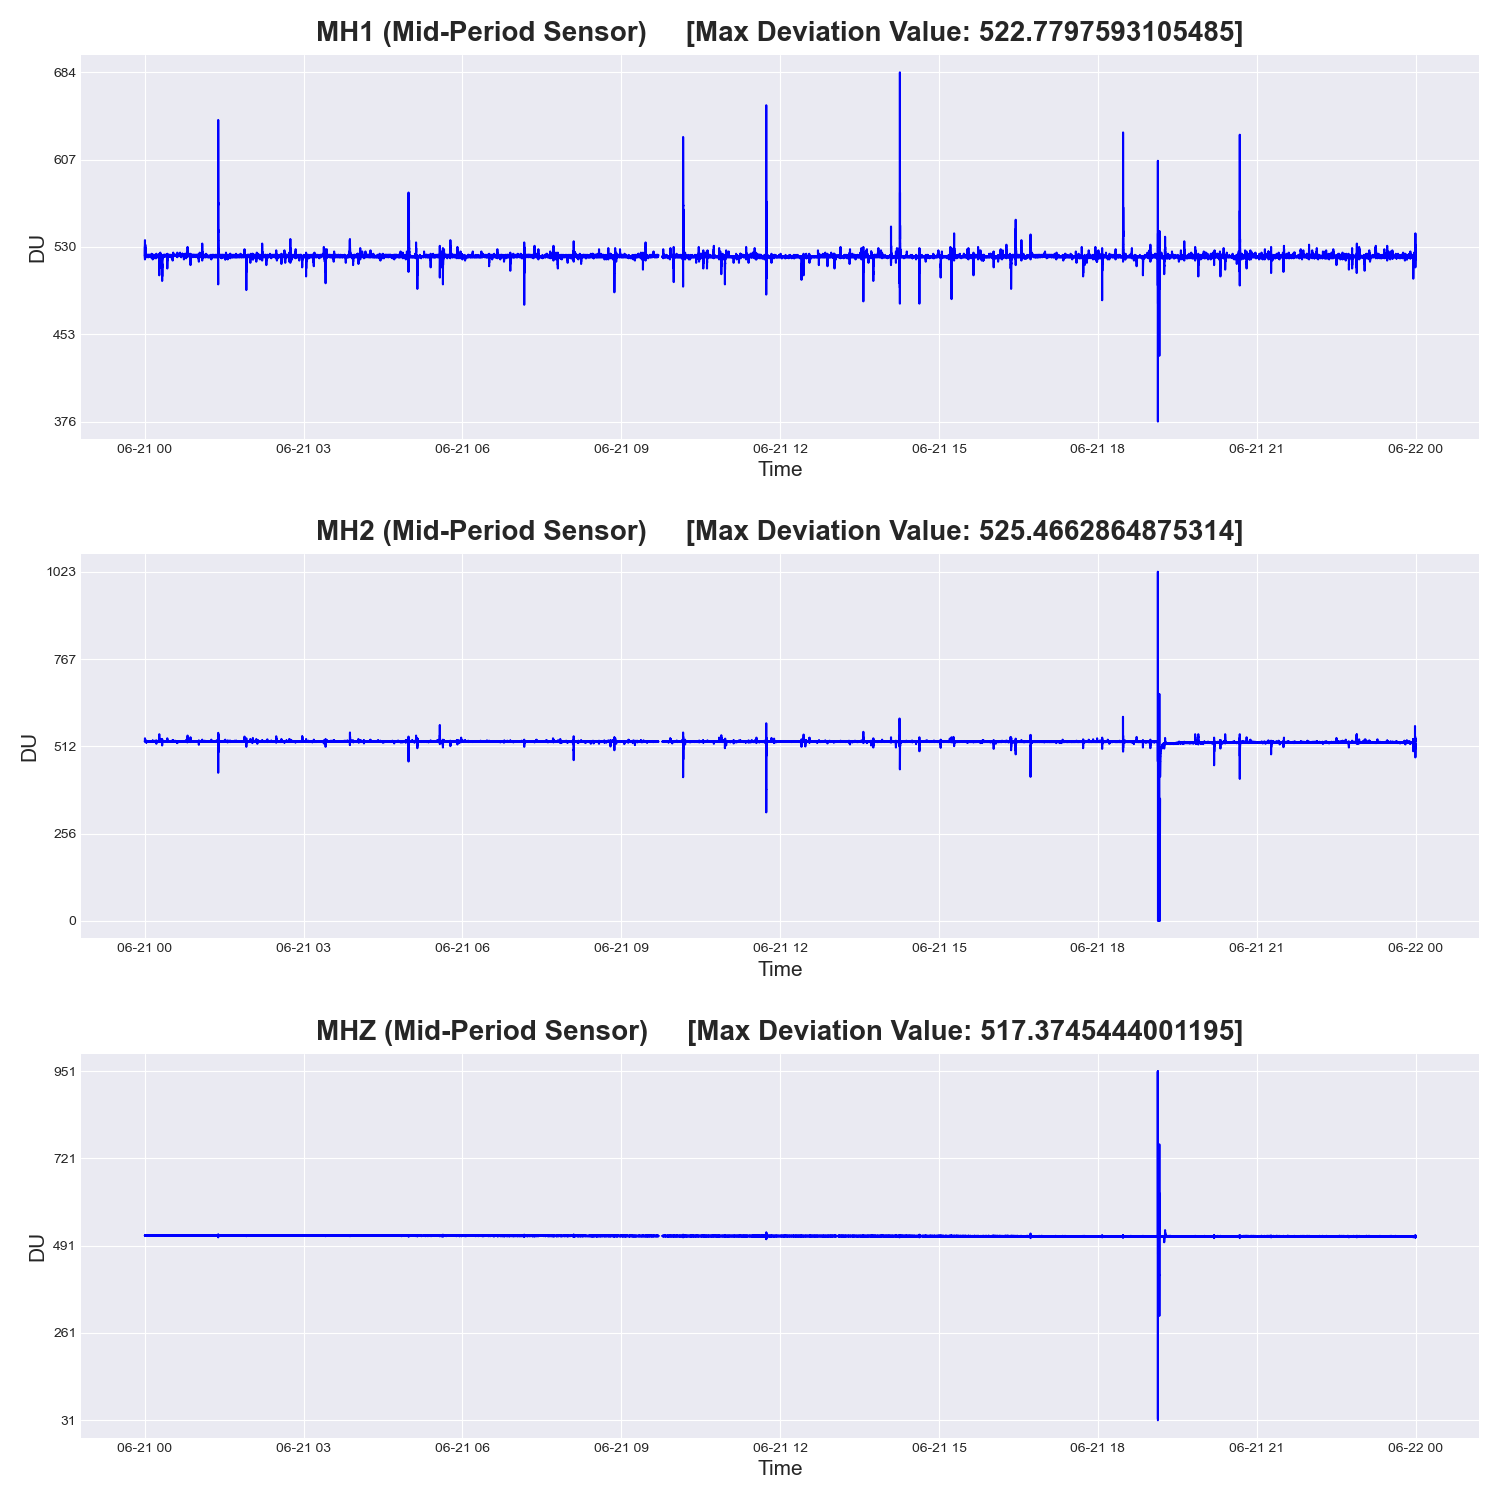 MH1 (Mid-Period Sensor)     [Max Deviation Value: 522.7797593105485]
684
607
530
453
376
DU
06-21 00 06-21 03 06-21 06 06-21 09 06-21 12 06-21 15 06-21 18 06-21 21 06-22 00
Time
MH2 (Mid-Period Sensor)     [Max Deviation Value: 525.4662864875314]
1023
767
512
256
0
DU
06-21 00 06-21 03 06-21 06 06-21 09 06-21 12 06-21 15 06-21 18 06-21 21 06-22 00
Time
MHZ (Mid-Period Sensor)     [Max Deviation Value: 517.3745444001195]
951
721
491
261
31
DU
06-21 00 06-21 03 06-21 06 06-21 09 06-21 12 06-21 15 06-21 18 06-21 21 06-22 00
Time